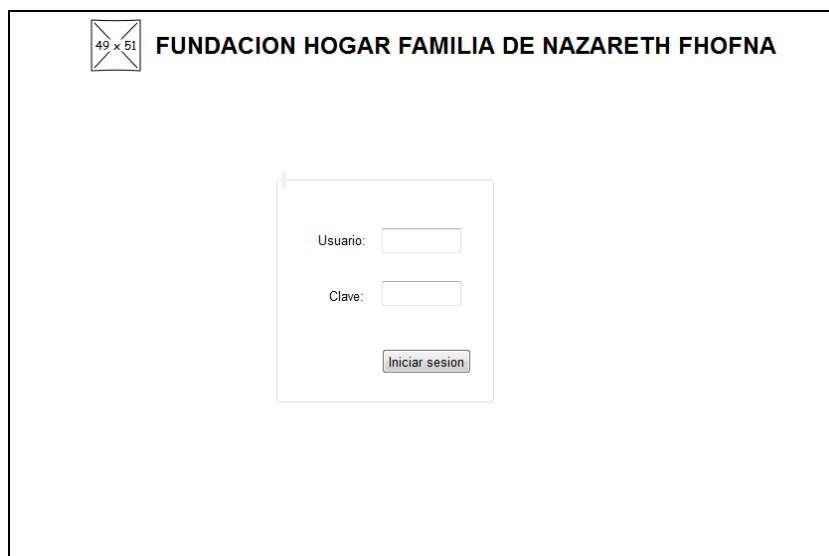 49 x 51
FUNDACION HOGAR FAMILIA DE NAZARETH FHOFNA
Usuario:
Clave:
Iniciar sesion